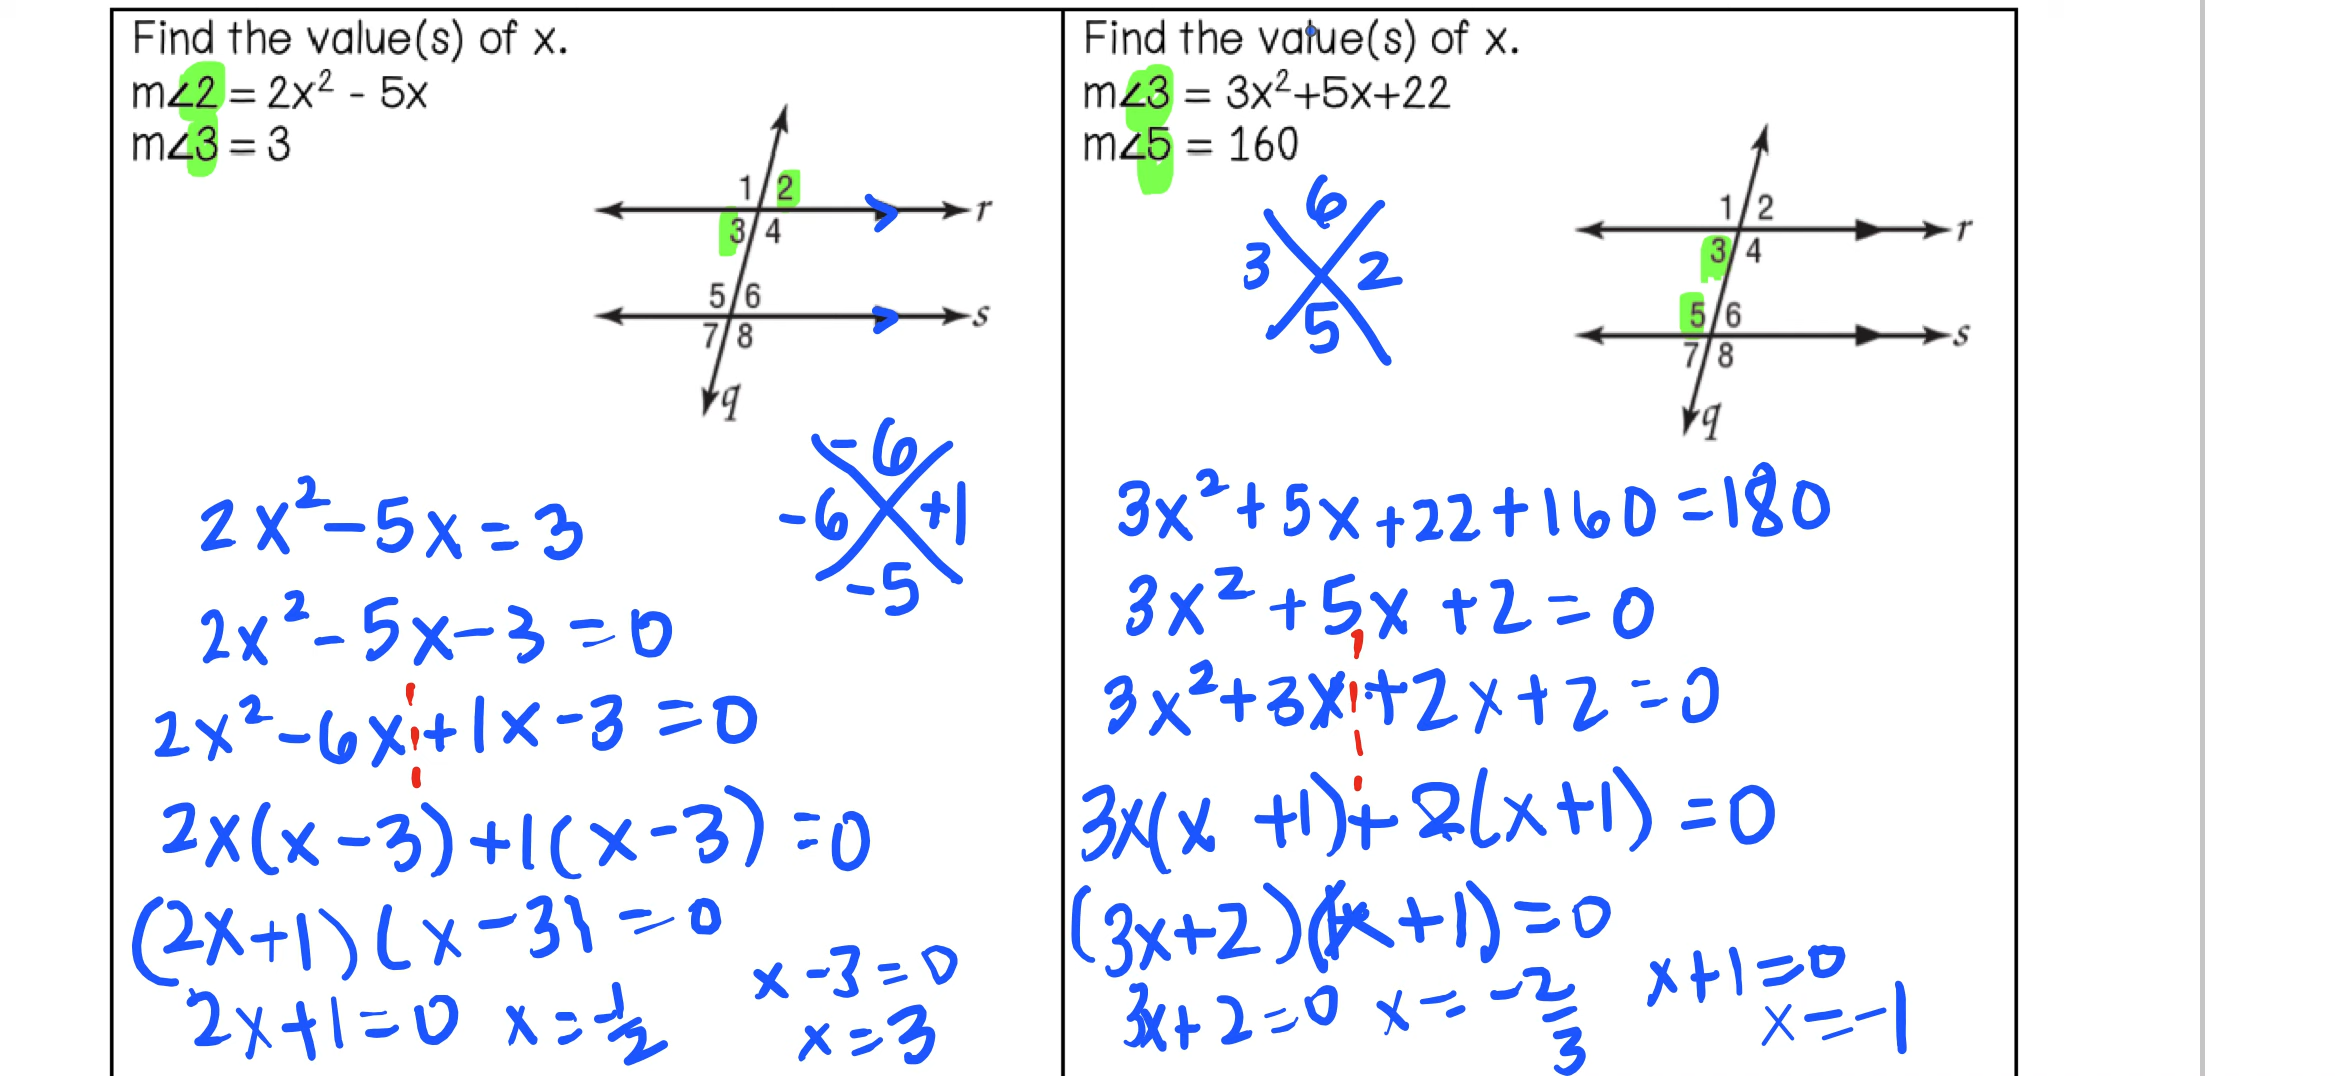 Find the value(s) of x.
m∠2 = 2x² - 5x
m∠3 = 3
1 2
r
3 4
5 6
s
7 8
q
-6
-6 +1
-5
2x² - 5x = 3
2x² - 5x - 3 = 0
2x² - 6x + 1x - 3 = 0
2x(x - 3) + 1(x - 3) = 0
(2x + 1)(x - 3) = 0
x - 3 = 0
2x + 1 = 0 x = -1/2
x = 3
Find the value(s) of x.
m∠3 = 3x²+5x+22
m∠5 = 160
6
3 2
5
1 2
r
3 4
5 6
s
7 8
q
3x² + 5x + 22 + 160 = 180
3x² + 5x + 2 = 0
3x² + 3x + 2x + 2 = 0
3x(x + 1) + 2(x + 1) = 0
(3x + 2)(x + 1) = 0
x + 1 = 0
3x + 2 = 0 x = -2/3
x = -1